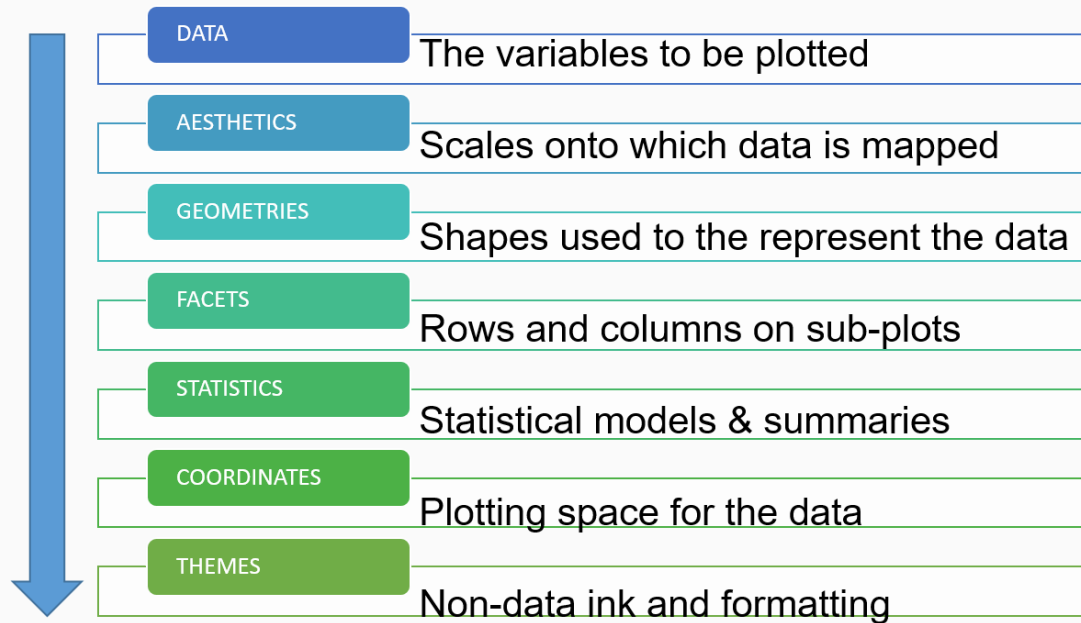 DATA
The variables to be plotted
AESTHETICS
Scales onto which data is mapped
GEOMETRIES
Shapes used to the represent the data
FACETS
Rows and columns on sub-plots
STATISTICS
Statistical models & summaries
COORDINATES
Plotting space for the data
THEMES
Non-data ink and formatting